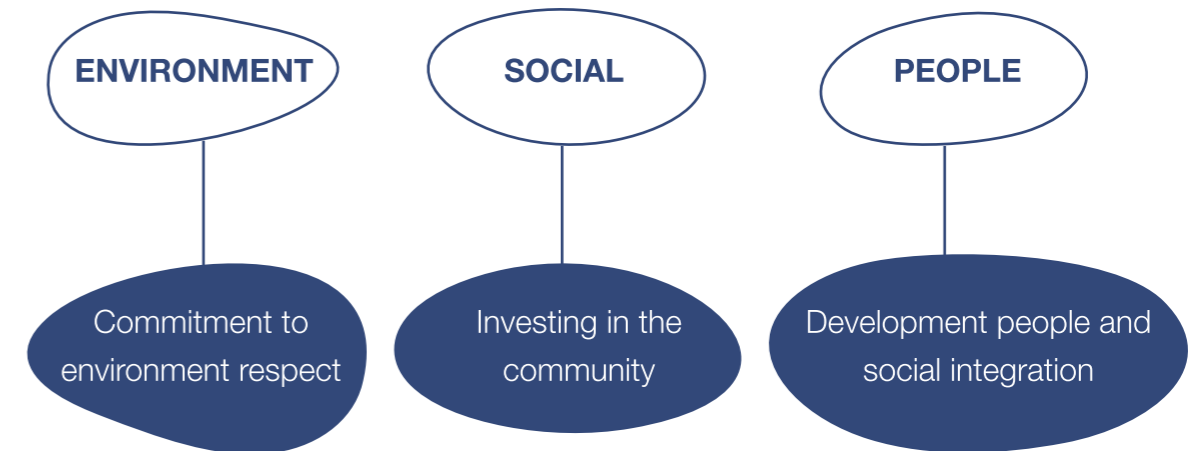 ENVIRONMENT
Commitment to
environment respect
SOCIAL
Investing in the
community
PEOPLE
Development people and
social integration